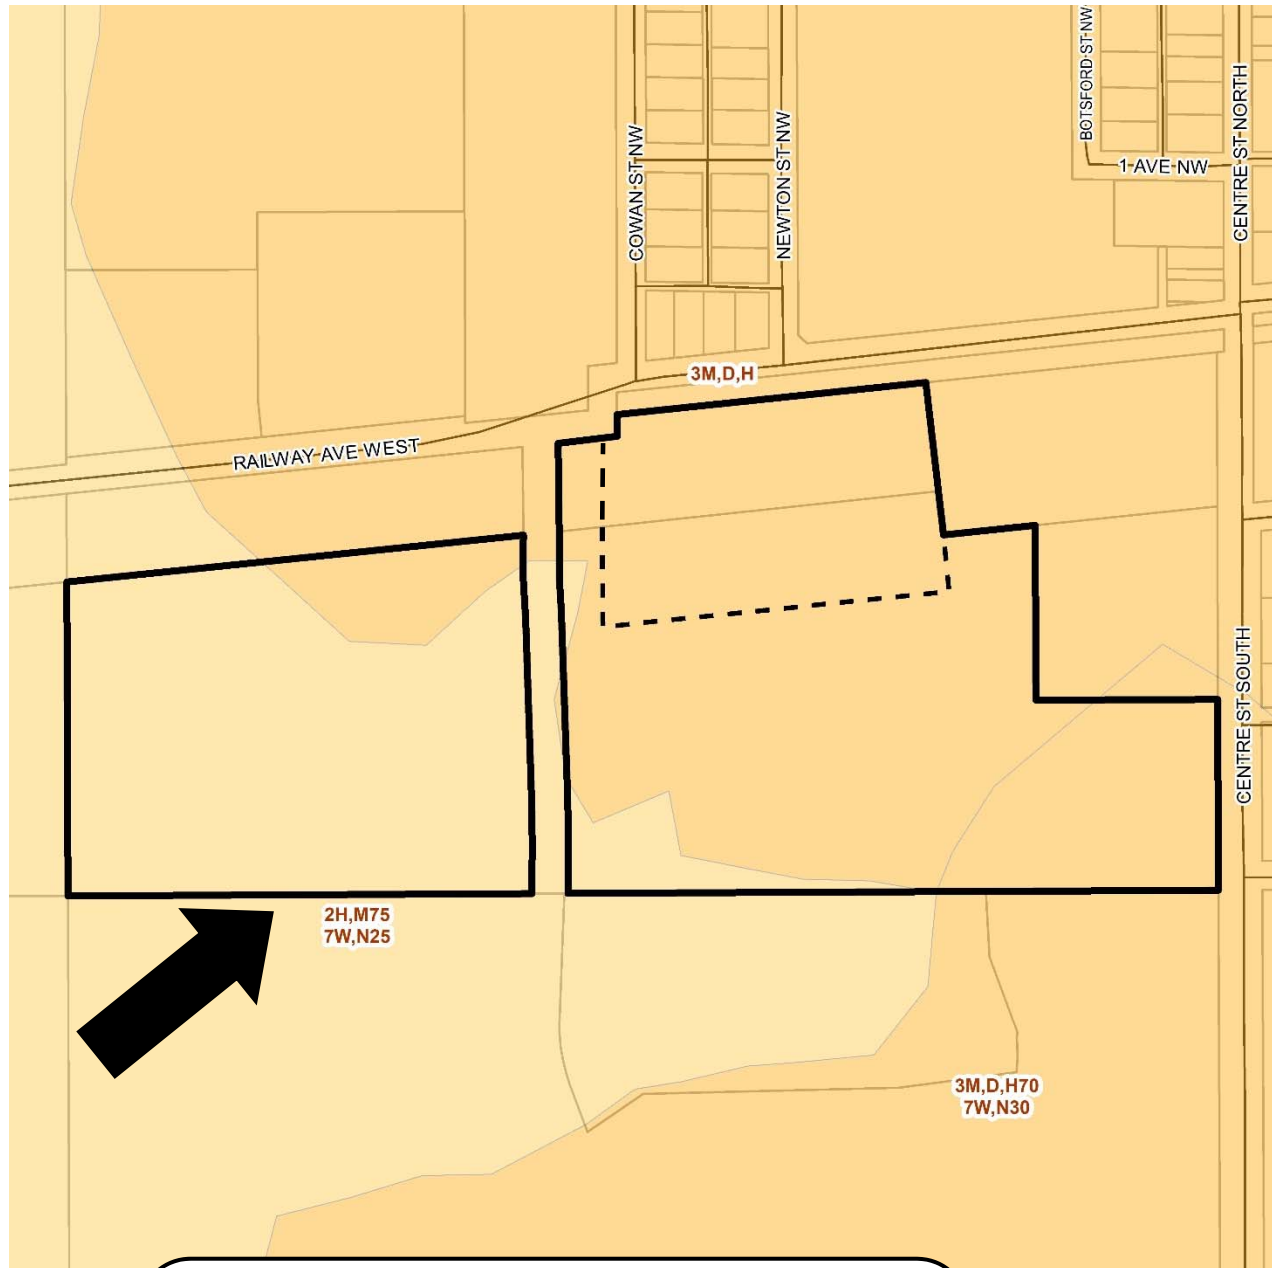 BOTSFORD ST NW
CENTRE ST NORTH
COWAN ST NW
NEWTON ST NW
1 AVE NW
3M,D,H
RAILWAY AVE WEST
CENTRE ST SOUTH
2H,M75
7W,N25
3M,D,H70
7W,N30